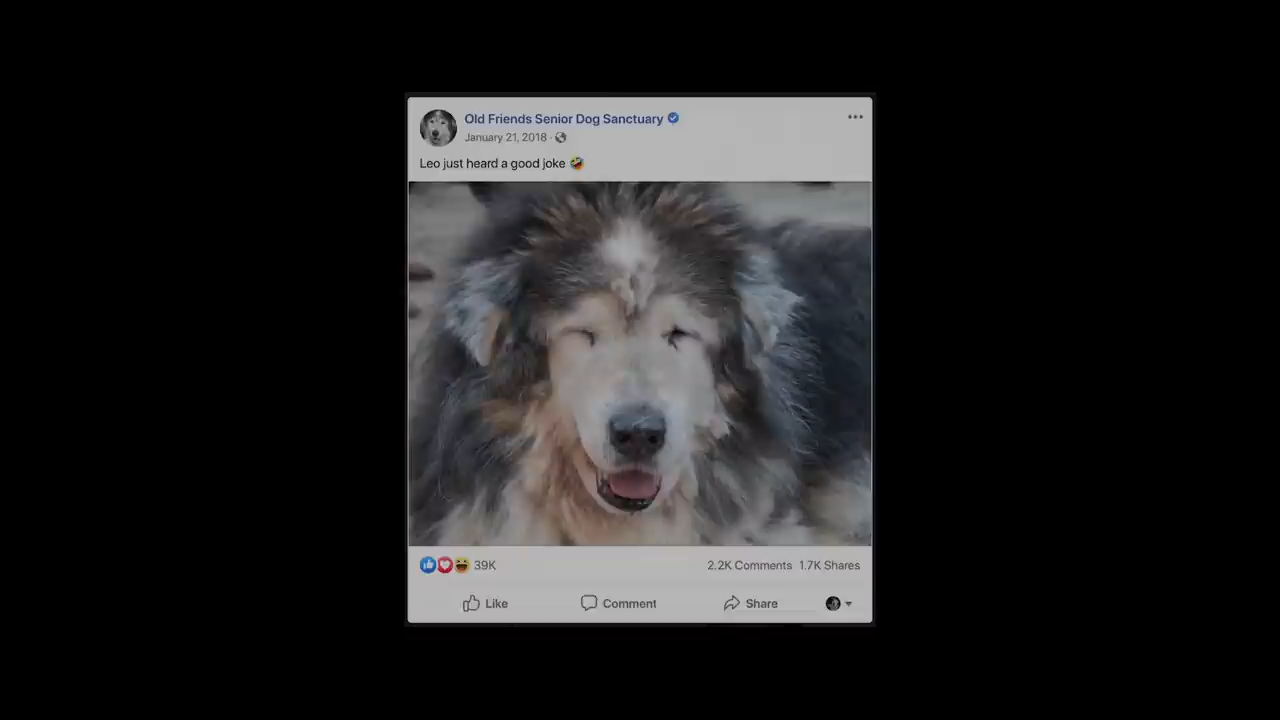 Old Friends Senior Dog Sanctuary
January 21, 2018 ·
Leo just heard a good joke 🤣
39K 2.2K Comments 1.7K Shares
Like Comment Share